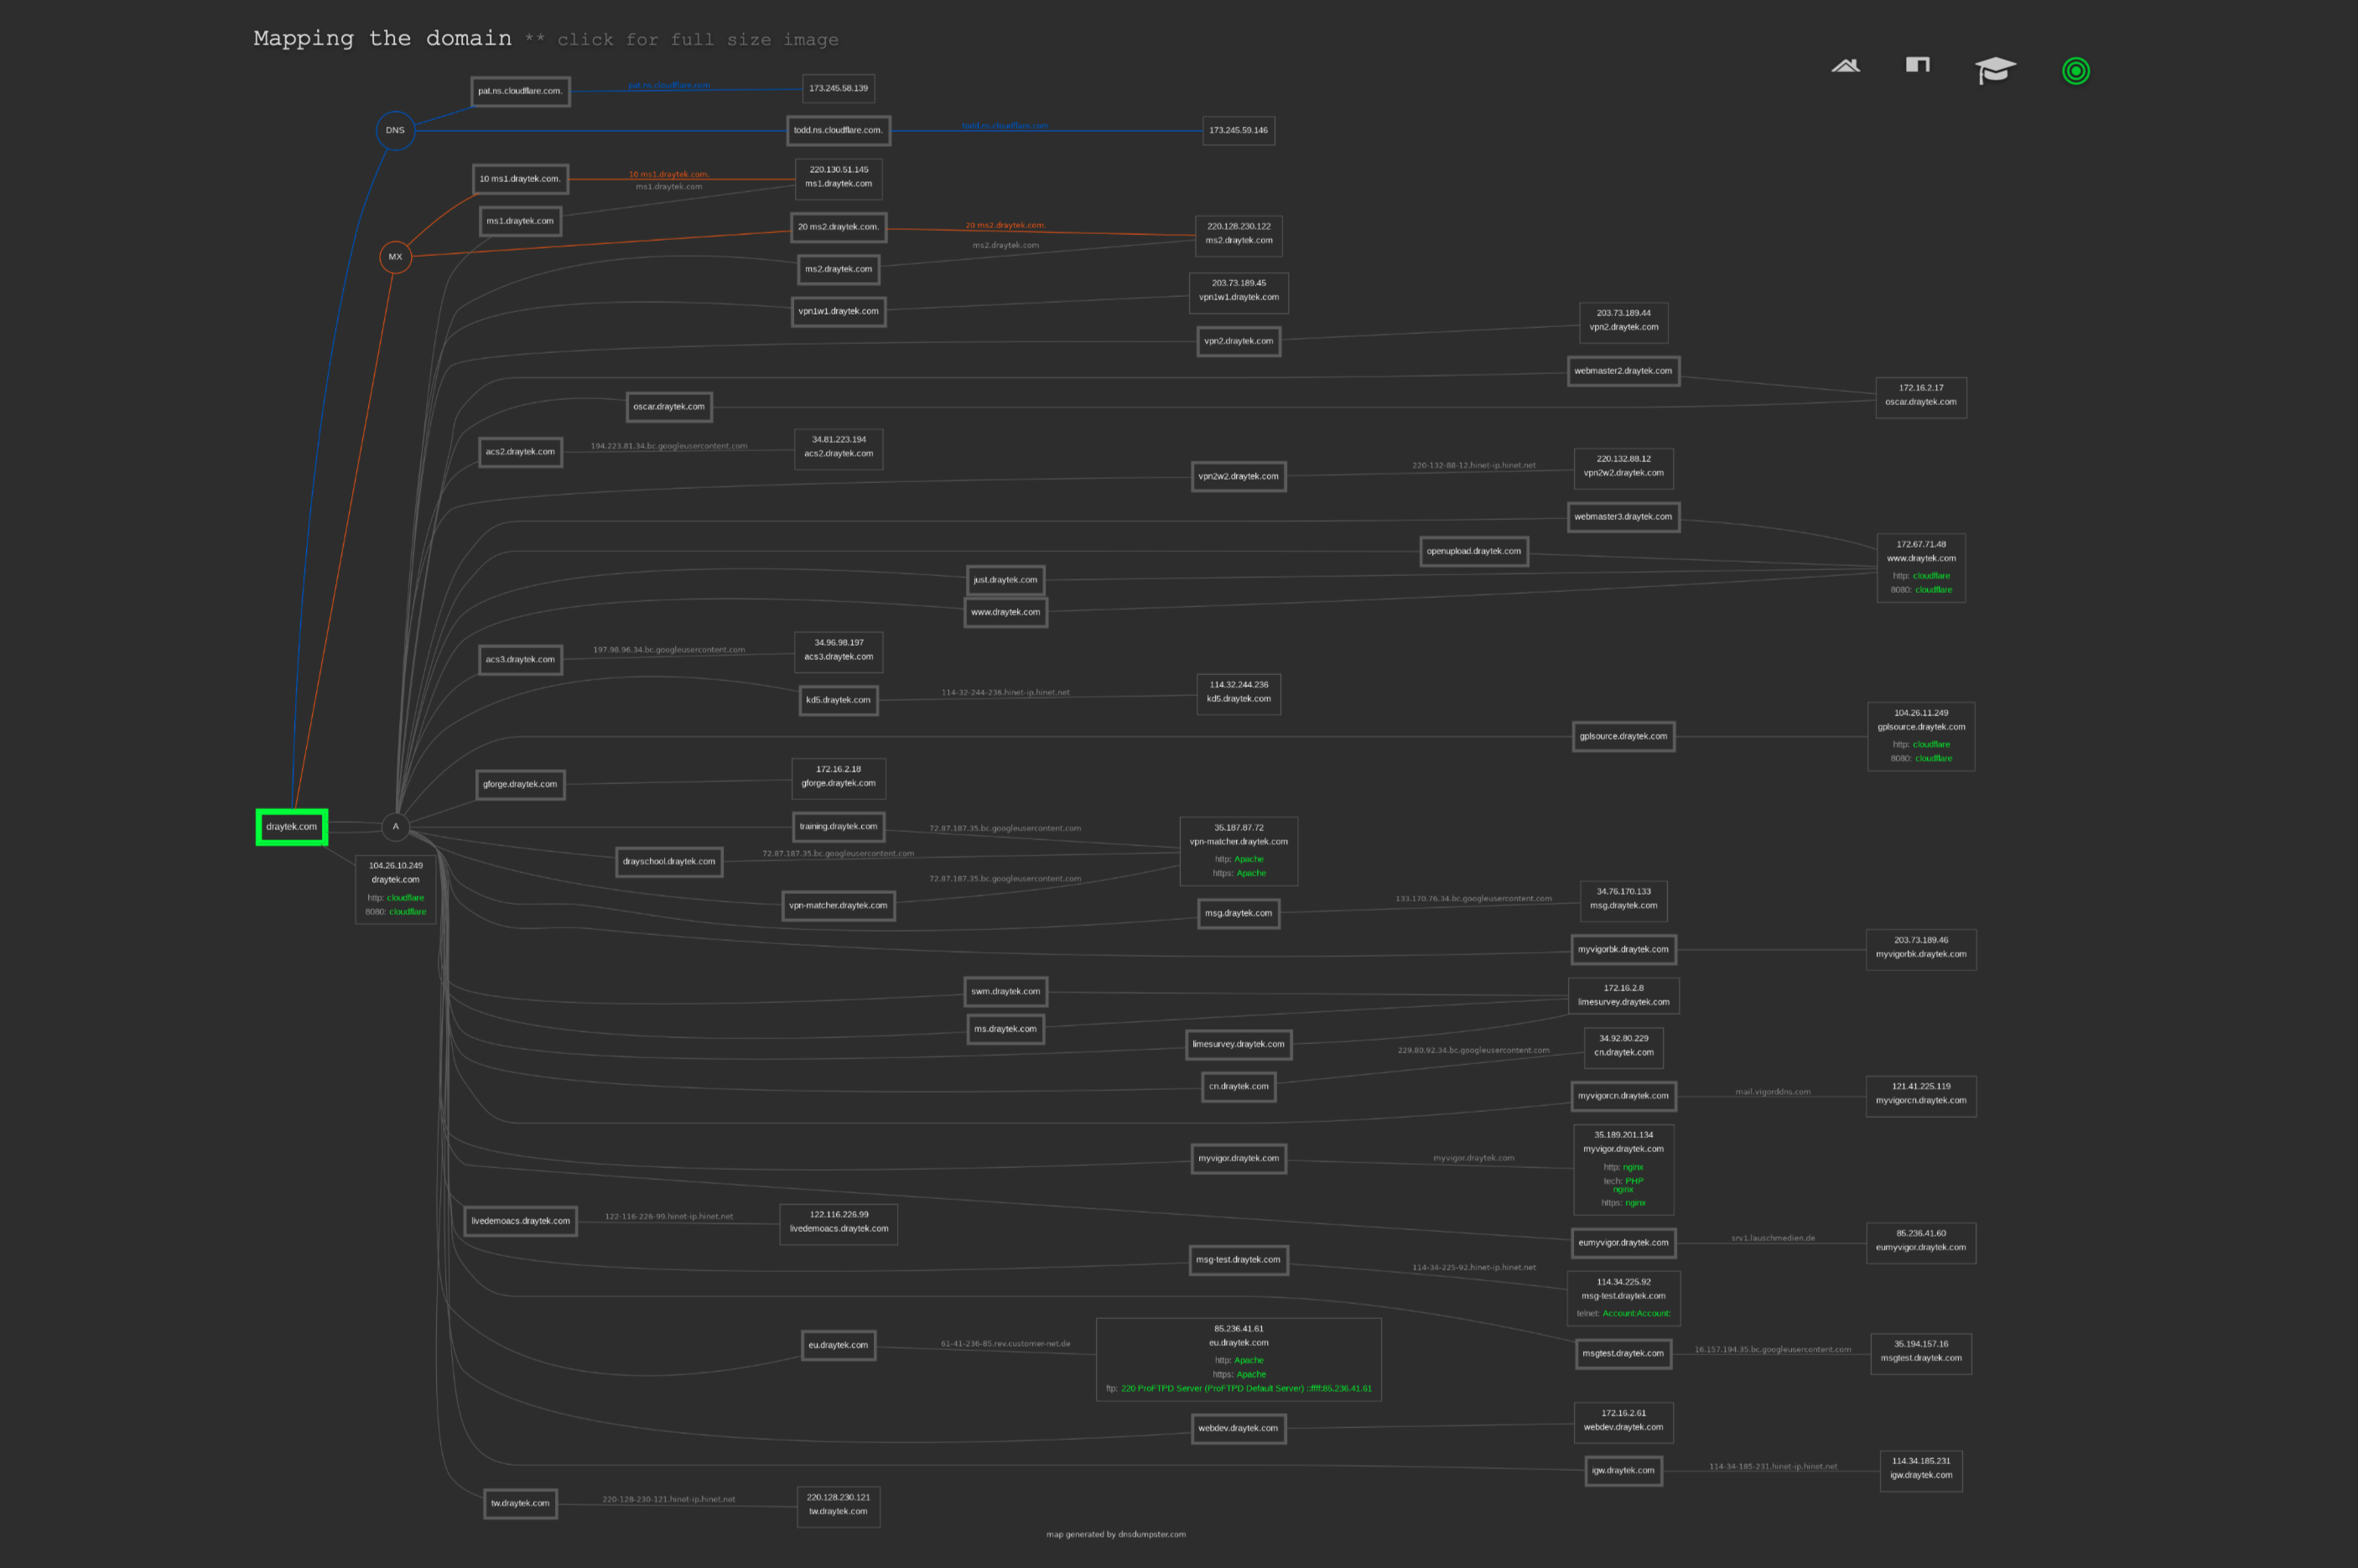 Mapping the domain ** click for full size image
pat.ns.cloudflare.com.
pat.ns.cloudflare.com
173.245.58.139
DNS
todd.ns.cloudflare.com.
todd.ns.cloudflare.com
173.245.59.146
10 ms1.draytek.com.
10 ms1.draytek.com.
ms1.draytek.com
220.130.51.145
ms1.draytek.com
ms1.draytek.com
MX
20 ms2.draytek.com.
20 ms2.draytek.com.
ms2.draytek.com
220.128.230.122
ms2.draytek.com
ms2.draytek.com
vpn1w1.draytek.com
203.73.189.45
vpn1w1.draytek.com
vpn2.draytek.com
203.73.189.44
vpn2.draytek.com
webmaster2.draytek.com
oscar.draytek.com
172.16.2.17
oscar.draytek.com
acs2.draytek.com
194.223.81.34.bc.googleusercontent.com
34.81.223.194
acs2.draytek.com
vpn2w2.draytek.com
220-132-88-12.hinet-ip.hinet.net
220.132.88.12
vpn2w2.draytek.com
webmaster3.draytek.com
openupload.draytek.com
just.draytek.com
www.draytek.com
172.67.71.48
www.draytek.com
http: cloudflare
8080: cloudflare
acs3.draytek.com
197.98.96.34.bc.googleusercontent.com
34.96.98.197
acs3.draytek.com
kd5.draytek.com
114-32-244-236.hinet-ip.hinet.net
114.32.244.236
kd5.draytek.com
gplsource.draytek.com
104.26.11.249
gplsource.draytek.com
http: cloudflare
8080: cloudflare
gforge.draytek.com
172.16.2.18
gforge.draytek.com
draytek.com
A
104.26.10.249
draytek.com
http: cloudflare
8080: cloudflare
training.draytek.com
72.87.187.35.bc.googleusercontent.com
drayschool.draytek.com
72.87.187.35.bc.googleusercontent.com
vpn-matcher.draytek.com
72.87.187.35.bc.googleusercontent.com
35.187.87.72
vpn-matcher.draytek.com
http: Apache
https: Apache
msg.draytek.com
133.170.76.34.bc.googleusercontent.com
34.76.170.133
msg.draytek.com
myvigorbk.draytek.com
203.73.189.46
myvigorbk.draytek.com
swm.draytek.com
ms.draytek.com
limesurvey.draytek.com
172.16.2.8
limesurvey.draytek.com
cn.draytek.com
229.80.92.34.bc.googleusercontent.com
34.92.80.229
cn.draytek.com
myvigorcn.draytek.com
mail.vigorddns.com
121.41.225.119
myvigorcn.draytek.com
myvigor.draytek.com
myvigor.draytek.com
35.189.201.134
myvigor.draytek.com
http: nginx
tech: PHP
nginx
https: nginx
livedemoacs.draytek.com
122-116-226-99.hinet-ip.hinet.net
122.116.226.99
livedemoacs.draytek.com
eumyvigor.draytek.com
srv1.lauschmedien.de
85.236.41.60
eumyvigor.draytek.com
msg-test.draytek.com
114-34-225-92.hinet-ip.hinet.net
114.34.225.92
msg-test.draytek.com
telnet: Account:Account:
eu.draytek.com
61-41-236-85.rev.customer-net.de
85.236.41.61
eu.draytek.com
http: Apache
https: Apache
ftp: 220 ProFTPD Server (ProFTPD Default Server) ::ffff:85.236.41.61
msgtest.draytek.com
16.157.194.35.bc.googleusercontent.com
35.194.157.16
msgtest.draytek.com
webdev.draytek.com
172.16.2.61
webdev.draytek.com
igw.draytek.com
114-34-185-231.hinet-ip.hinet.net
114.34.185.231
igw.draytek.com
tw.draytek.com
220-128-230-121.hinet-ip.hinet.net
220.128.230.121
tw.draytek.com
map generated by dnsdumpster.com